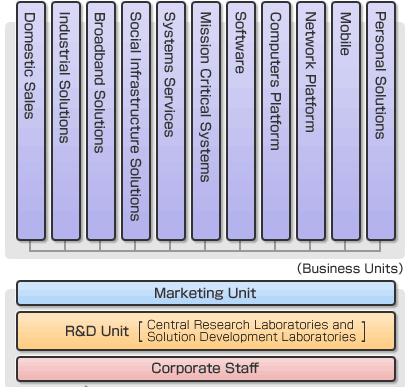 Domestic Sales
Industrial Solutions
Broadband Solutions
Social Infrastructure Solutions
Systems Services
Mission Critical Systems
Software
Computers Platform
Network Platform
Mobile
Personal Solutions
(Business Units)
Marketing Unit
R&D Unit [ Central Research Laboratories and
Solution Development Laboratories ]
Corporate Staff